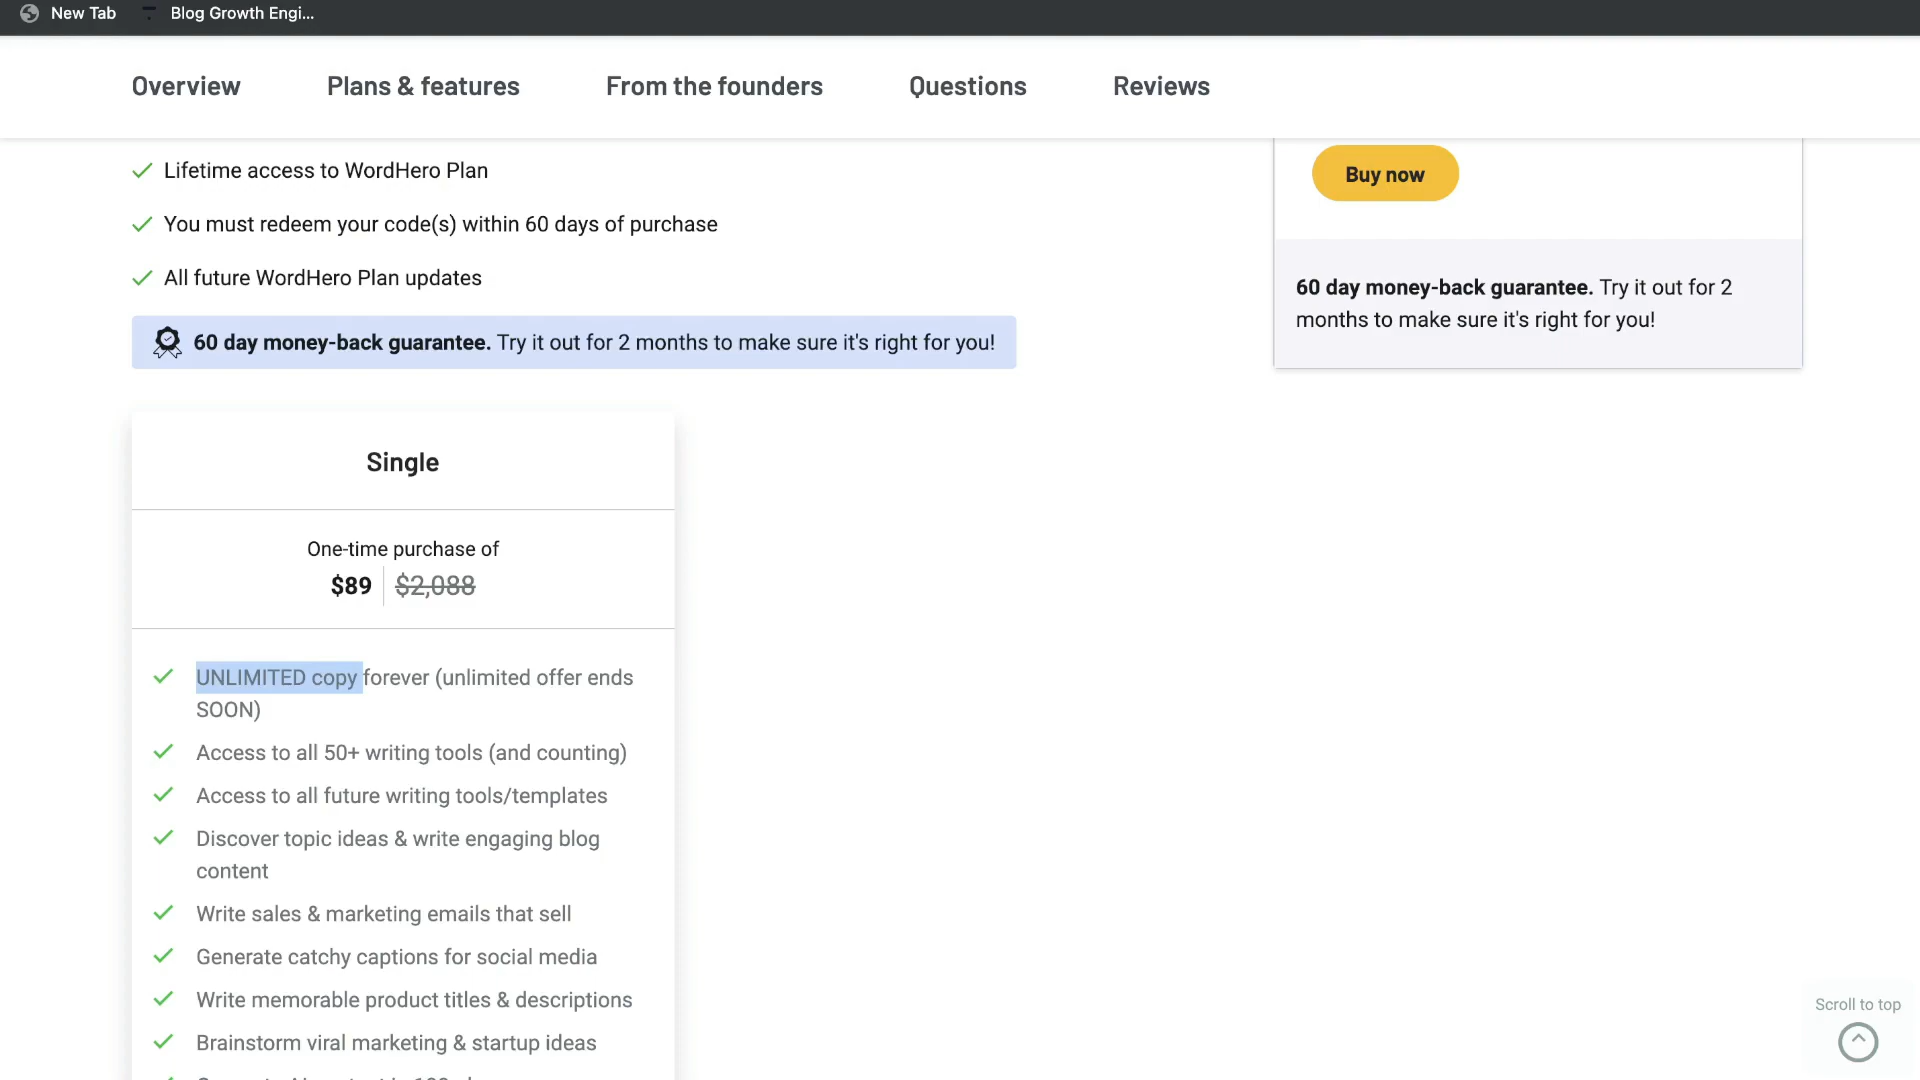 New Tab
Blog Growth Engi...
Overview
Plans & features
From the founders
Questions
Reviews
Lifetime access to WordHero Plan
You must redeem your code(s) within 60 days of purchase
All future WordHero Plan updates
60 day money-back guarantee. Try it out for 2 months to make sure it's right for you!
Buy now
60 day money-back guarantee. Try it out for 2
months to make sure it's right for you!
Single
One-time purchase of
$89 $2,088
UNLIMITED copy forever (unlimited offer ends
SOON)
Access to all 50+ writing tools (and counting)
Access to all future writing tools/templates
Discover topic ideas & write engaging blog
content
Write sales & marketing emails that sell
Generate catchy captions for social media
Write memorable product titles & descriptions
Brainstorm viral marketing & startup ideas
Scroll to top